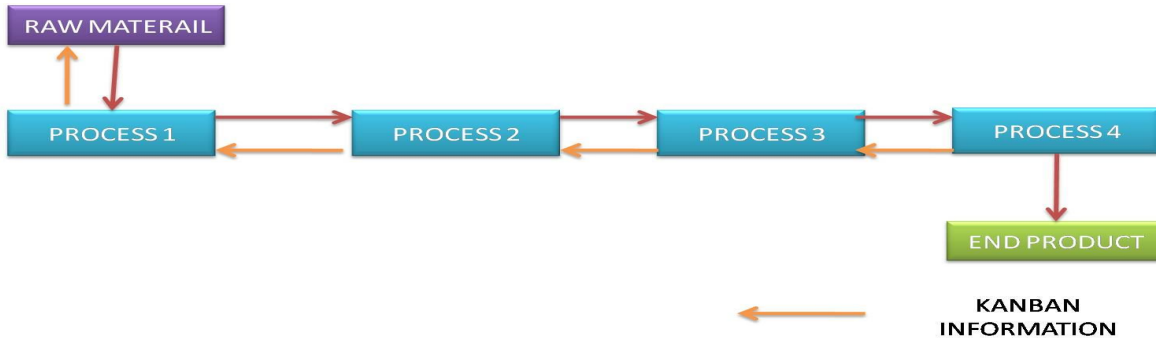 RAW MATERAIL
PROCESS 1
PROCESS 2
PROCESS 3
PROCESS 4
END PRODUCT
KANBAN
INFORMATION